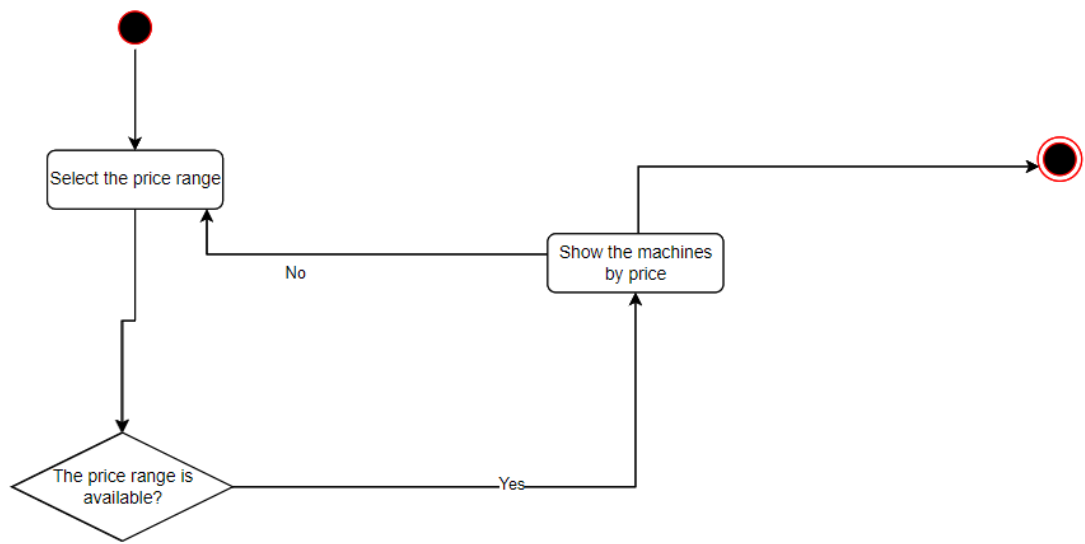 Select the price range
Show the machines
by price
No
The price range is
available?
Yes